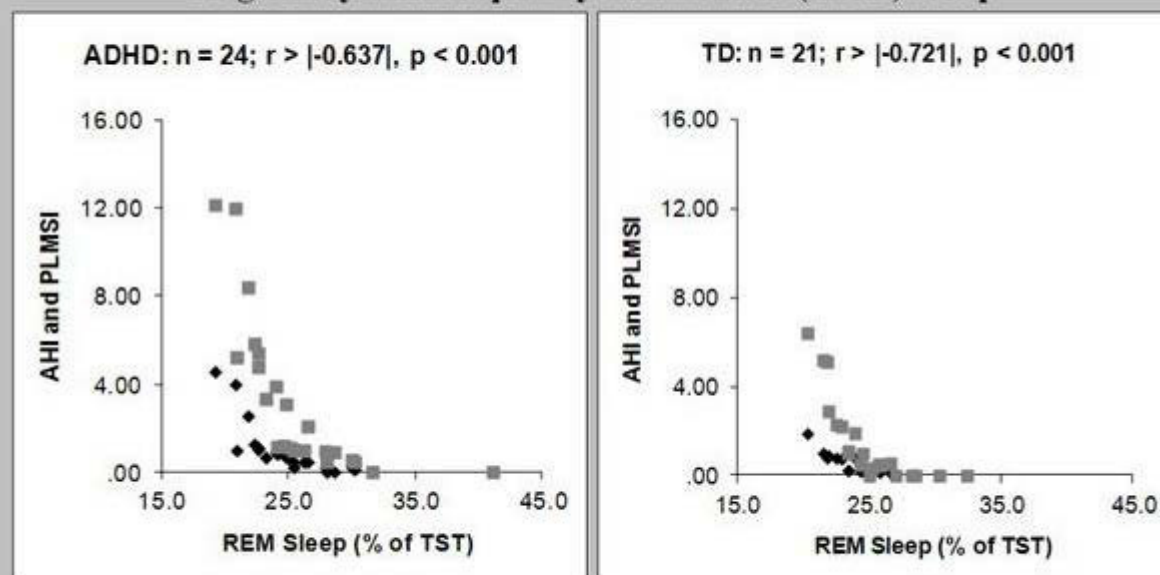 ADHD: n = 24; r > |-0.637|, p < 0.001
16.00
12.00
8.00
4.00
.00
15.0 25.0 35.0 45.0
AHI and PLMSI
REM Sleep (% of TST)
TD: n = 21; r > |-0.721|, p < 0.001
16.00
12.00
8.00
4.00
.00
15.0 25.0 35.0 45.0
AHI and PLMSI
REM Sleep (% of TST)